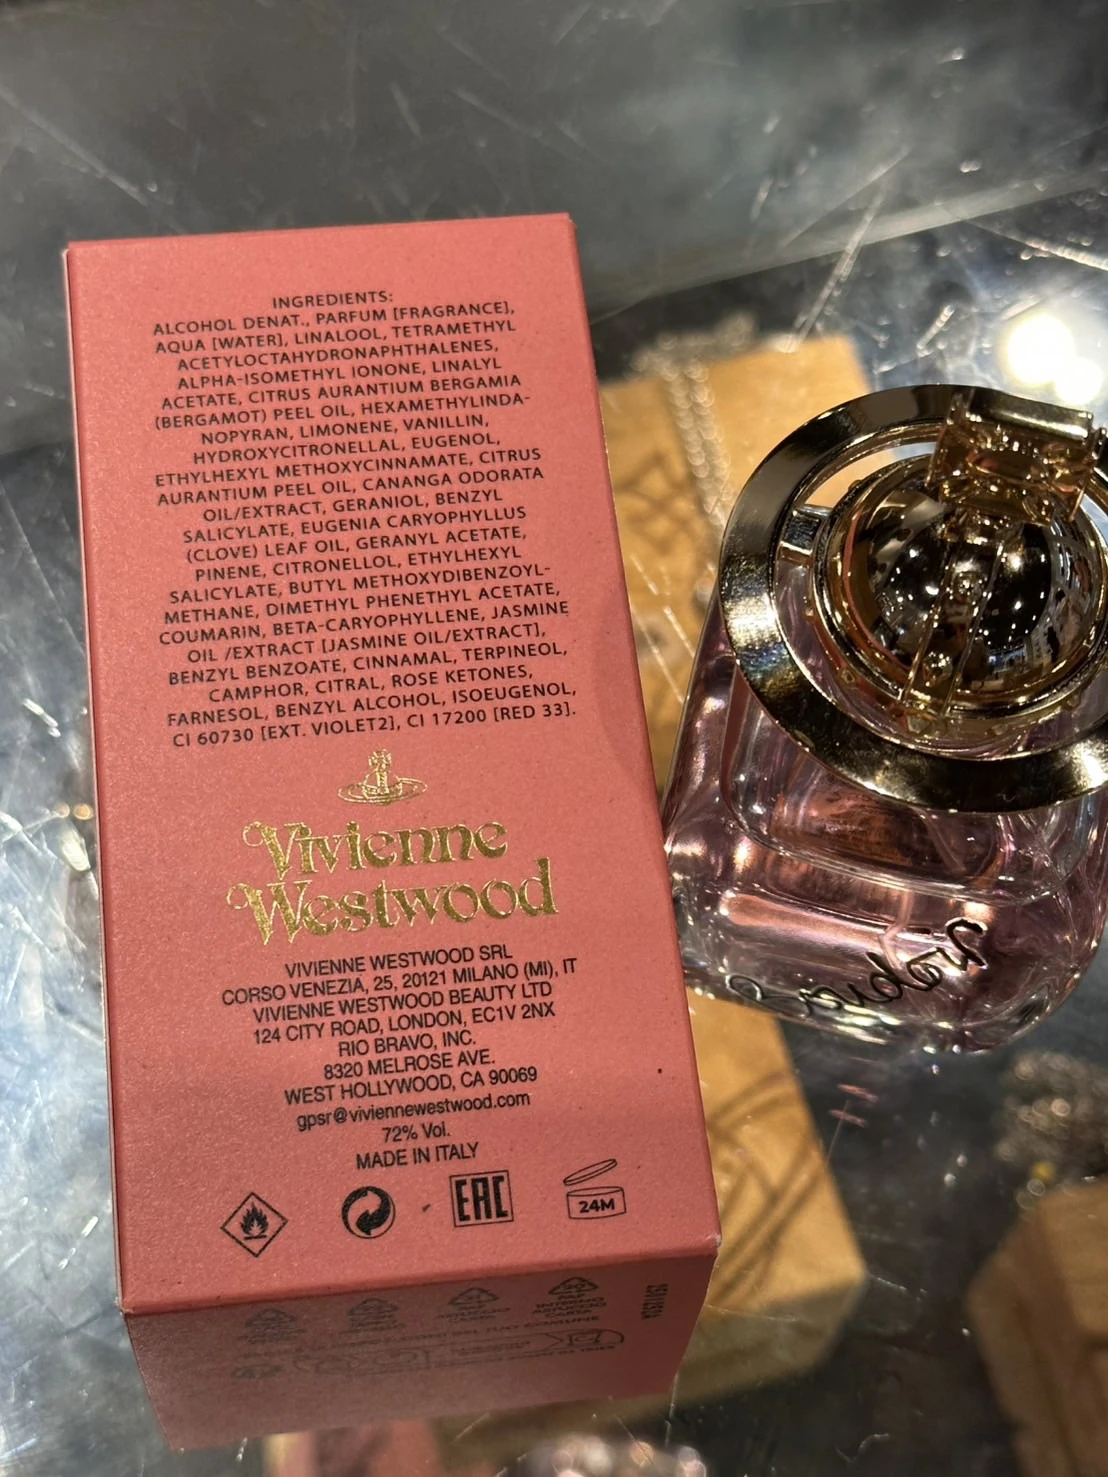 INGREDIENTS:
ALCOHOL DENAT., PARFUM [FRAGRANCE],
AQUA [WATER], LINALOOL, TETRAMETHYL
ACETYLOCTAHYDRONAPHTHALENES,
ALPHA-ISOMETHYL IONONE, LINALYL
ACETATE, CITRUS AURANTIUM BERGAMIA
(BERGAMOT) PEEL OIL, HEXAMETHYLINDA-
NOPYRAN, LIMONENE, VANILLIN,
HYDROXYCITRONELLAL, EUGENOL,
ETHYLHEXYL METHOXYCINNAMATE, CITRUS
AURANTIUM PEEL OIL, CANANGA ODORATA
OIL/EXTRACT, GERANIOL, BENZYL
SALICYLATE, EUGENIA CARYOPHYLLUS
(CLOVE) LEAF OIL, GERANYL ACETATE,
PINENE, CITRONELLOL, ETHYLHEXYL
SALICYLATE, BUTYL METHOXYDIBENZOYL-
METHANE, DIMETHYL PHENETHYL ACETATE,
COUMARIN, BETA-CARYOPHYLLENE, JASMINE
OIL /EXTRACT [JASMINE OIL/EXTRACT],
BENZYL BENZOATE, CINNAMAL, TERPINEOL,
CAMPHOR, CITRAL, ROSE KETONES,
FARNESOL, BENZYL ALCOHOL, ISOEUGENOL,
CI 60730 [EXT. VIOLET2], CI 17200 [RED 33].
Vivienne
Westwood
VIVIENNE WESTWOOD SRL
CORSO VENEZIA, 25, 20121 MILANO (MI), IT
VIVIENNE WESTWOOD BEAUTY LTD
124 CITY ROAD, LONDON, EC1V 2NX
RIO BRAVO, INC.
8320 MELROSE AVE.
WEST HOLLYWOOD, CA 90069
gpsr@viviennewestwood.com
72% Vol.
MADE IN ITALY
EAC
24M